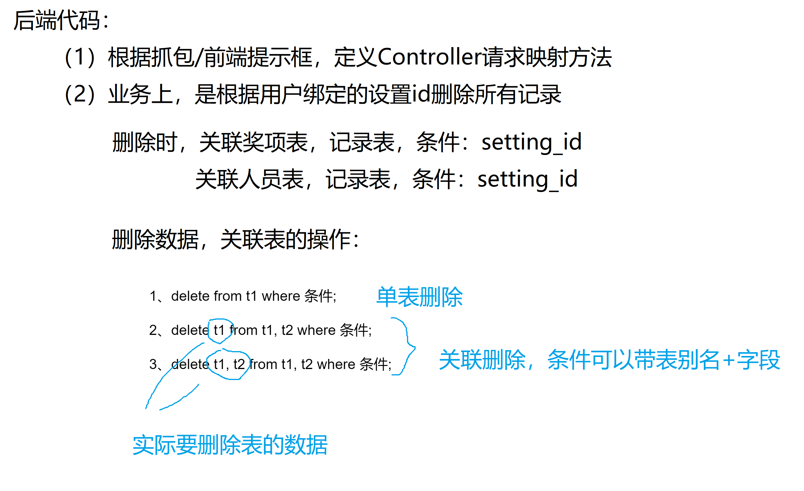 后端代码：
（1）根据抓包/前端提示框，定义Controller请求映射方法
（2）业务上，是根据用户绑定的设置id删除所有记录
删除时，关联奖项表，记录表，条件：setting_id
关联人员表，记录表，条件：setting_id
删除数据，关联表的操作：
1、delete from t1 where 条件; 单表删除
2、delete t1 from t1, t2 where 条件;
3、delete t1, t2 from t1, t2 where 条件;
关联删除，条件可以带表别名+字段
实际要删除表的数据